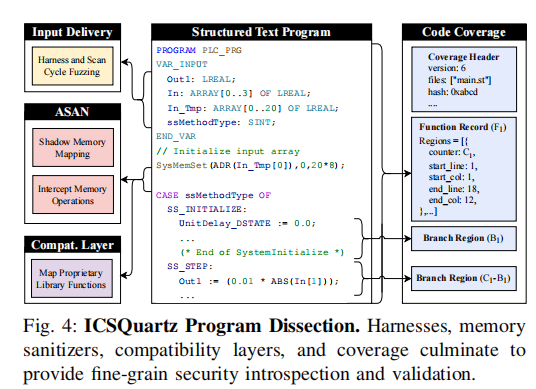 Input Delivery
Harness and Scan
Cycle Fuzzing
ASAN
Shadow Memory
Mapping
Intercept Memory
Operations
Compat. Layer
Map Proprietary
Library Functions
Structured Text Program
PROGRAM PLC_PRG
VAR_INPUT
Out1: LREAL;
In: ARRAY[0..3] OF LREAL;
In_Tmp: ARRAY[0..20] OF LREAL;
ssMethodType: SINT;
END_VAR
// Initialize input array
SysMemSet(ADR(In_Tmp[0]),0,20*8);
CASE ssMethodType OF
SS_INITIALIZE:
UnitDelay_DSTATE := 0.0;
...
(* End of SystemInitialize *)
SS_STEP:
Out1 := (0.01 * ABS(In[1]));
...
Code Coverage
Coverage Header
version: 6
files: ["main.st"]
hash: 0xabcd
....
Function Record (F1)
Regions = [{
counter: C1,
start_line: 1,
start_col: 1,
end_line: 18,
end_col: 12,
},...]
Branch Region (B1)
Branch Region (C1-B1)
Fig. 4: ICSQuartz Program Dissection. Harnesses, memory
sanitizers, compatibility layers, and coverage culminate to
provide fine-grain security introspection and validation.